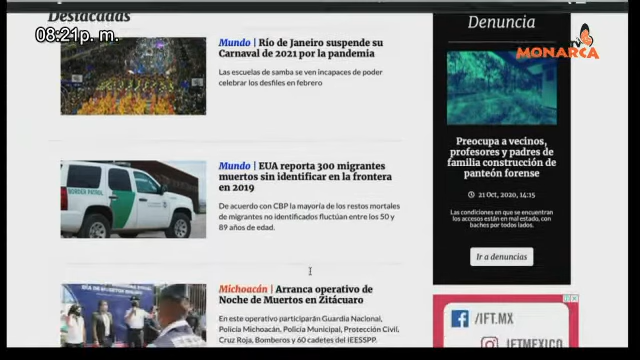 Destacadas
08:21p. m.
Mundo | Río de Janeiro suspende su
Carnaval de 2021 por la pandemia
Las escuelas de samba se ven incapaces de poder
celebrar los desfiles en febrero
BORDER PATROL
Mundo | EUA reporta 300 migrantes
muertos sin identificar en la frontera
en 2019
De acuerdo con CBP la mayoría de los restos mortales
de migrantes no identificados fluctúan entre los 50 y
89 años de edad.
Michoacán | Arranca operativo de
Noche de Muertos en Zitácuaro
En este operativo participarán Guardia Nacional,
Policía Michoacán, Policía Municipal, Protección Civil,
Cruz Roja, Bomberos y 60 cadetes del IEESSPP.
Denuncia
MONARCA
Preocupa a vecinos,
profesores y padres de
familia construcción de
panteón forense
21 Oct, 2020, 14:15
Las condiciones en que se encuentran
los accesos están en mal estado, con
baches por todos lados.
Ir a denuncias
/IFT.MX
/IFTMEXICO